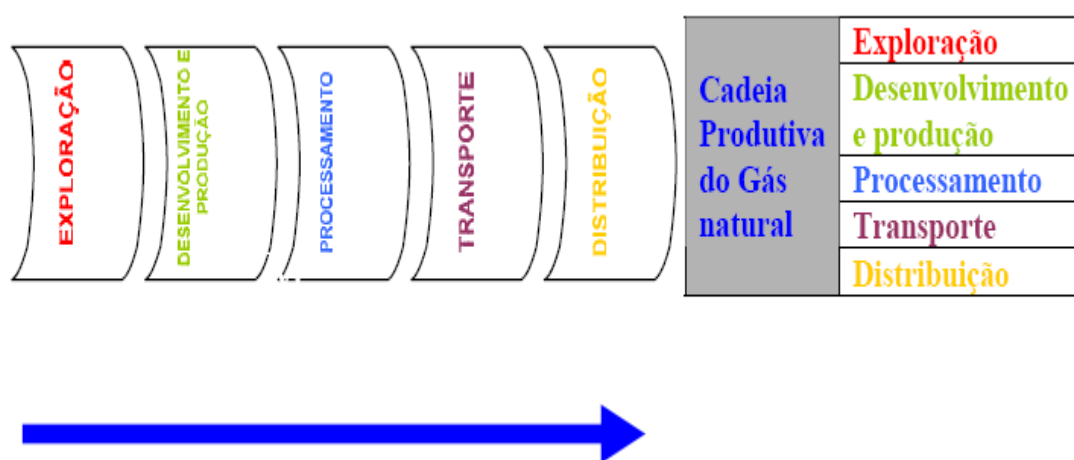 EXPLORAÇÃO
DESENVOLVIMENTO E
PRODUÇÃO
PROCESSAMENTO
TRANSPORTE
DISTRIBUIÇÃO
Cadeia
Produtiva
do Gás
natural
Exploração
Desenvolvimento
e produção
Processamento
Transporte
Distribuição